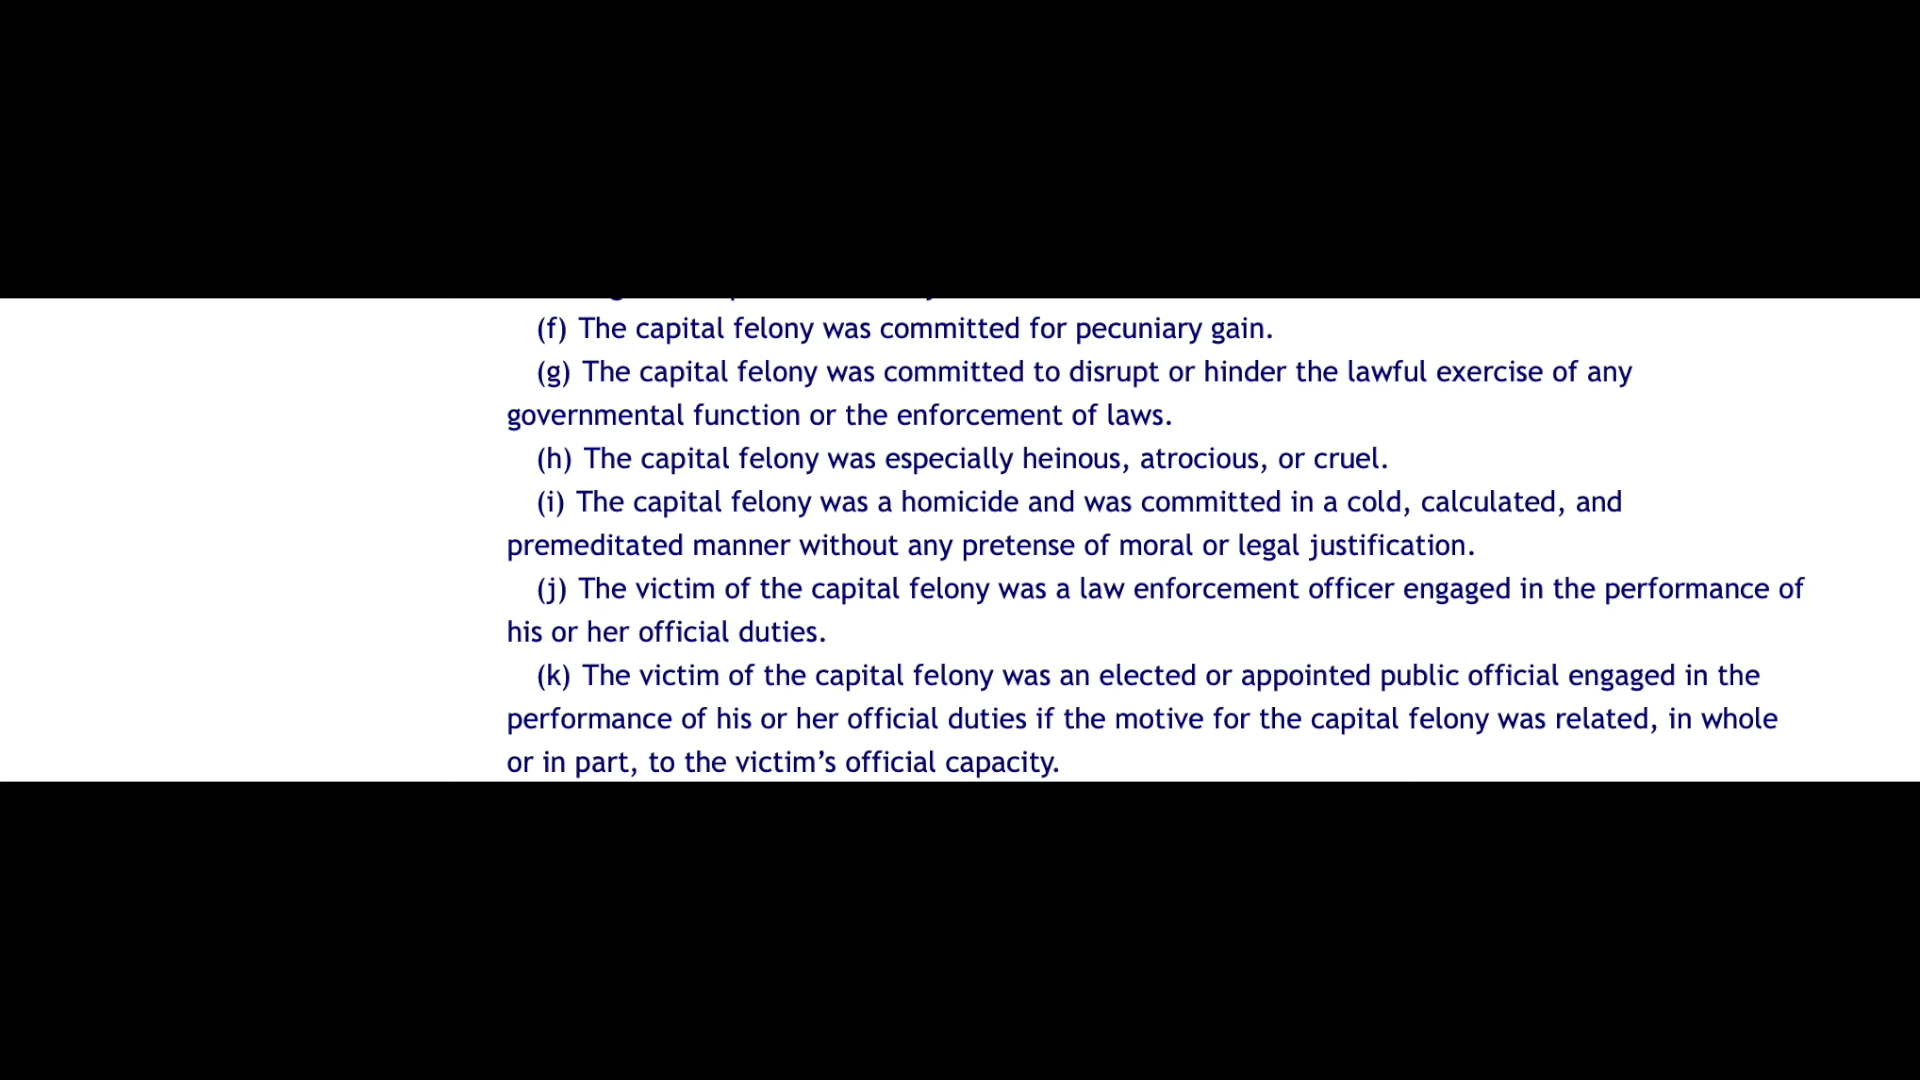 (f) The capital felony was committed for pecuniary gain.
(g) The capital felony was committed to disrupt or hinder the lawful exercise of any
governmental function or the enforcement of laws.
(h) The capital felony was especially heinous, atrocious, or cruel.
(i) The capital felony was a homicide and was committed in a cold, calculated, and
premeditated manner without any pretense of moral or legal justification.
(j) The victim of the capital felony was a law enforcement officer engaged in the performance of
his or her official duties.
(k) The victim of the capital felony was an elected or appointed public official engaged in the
performance of his or her official duties if the motive for the capital felony was related, in whole
or in part, to the victim’s official capacity.